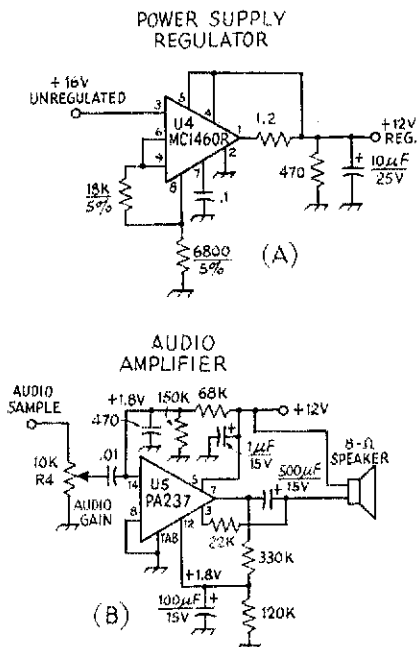 POWER SUPPLY
REGULATOR
+16V
UNREGULATED
3
5
4
U4
MC1460R
1
2
6
9
8
7
1.2
+12V
REG.
18K
5%
.1
470
+
10µF
25V
6800
5%
(A)
AUDIO
AMPLIFIER
AUDIO
SAMPLE
+1.8V
150K
68K
+12V
470
+
1µF
15V
500µF
15V
+
8-Ω
SPEAKER
10K
R4
.01
AUDIO
GAIN
14
U5
PA237
5
7
3
8
12
TAB
22K
330K
+1.8V
100µF
15V
+
120K
(B)